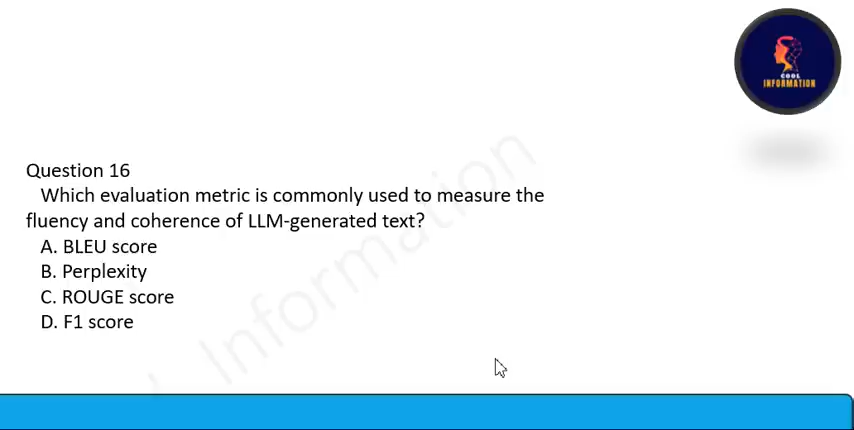 COOL
INFORMATION
Question 16
Which evaluation metric is commonly used to measure the
fluency and coherence of LLM-generated text?
A. BLEU score
B. Perplexity
C. ROUGE score
D. F1 score
Information